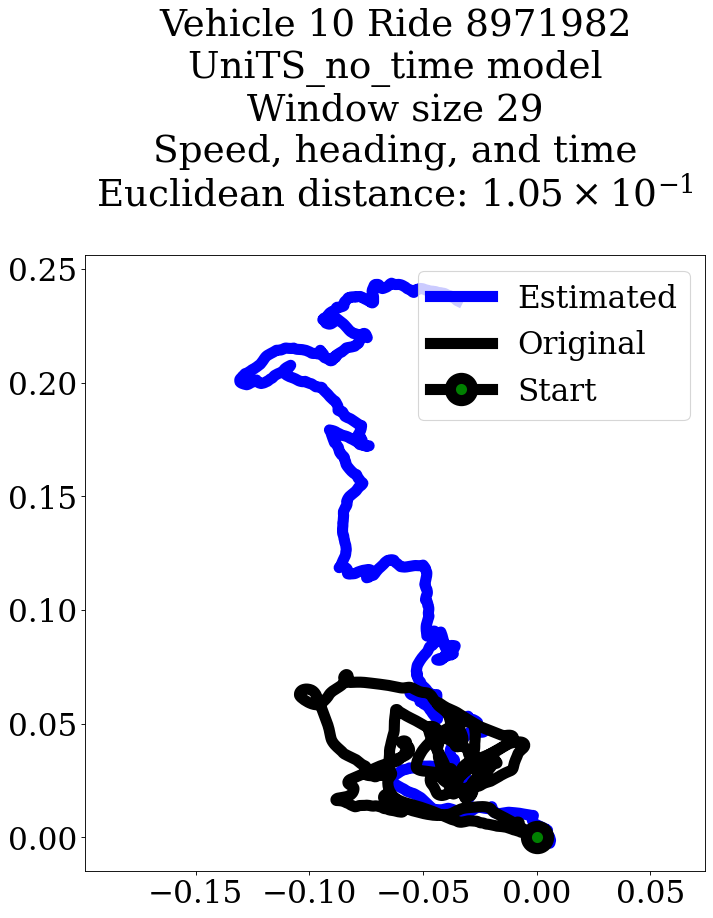 Vehicle 10 Ride 8971982
UniTS_no_time model
Window size 29
Speed, heading, and time
Euclidean distance: 1.05 × 10⁻¹
0.25
0.20
0.15
0.10
0.05
0.00
Estimated
Original
Start
−0.15 −0.10 −0.05 0.00 0.05